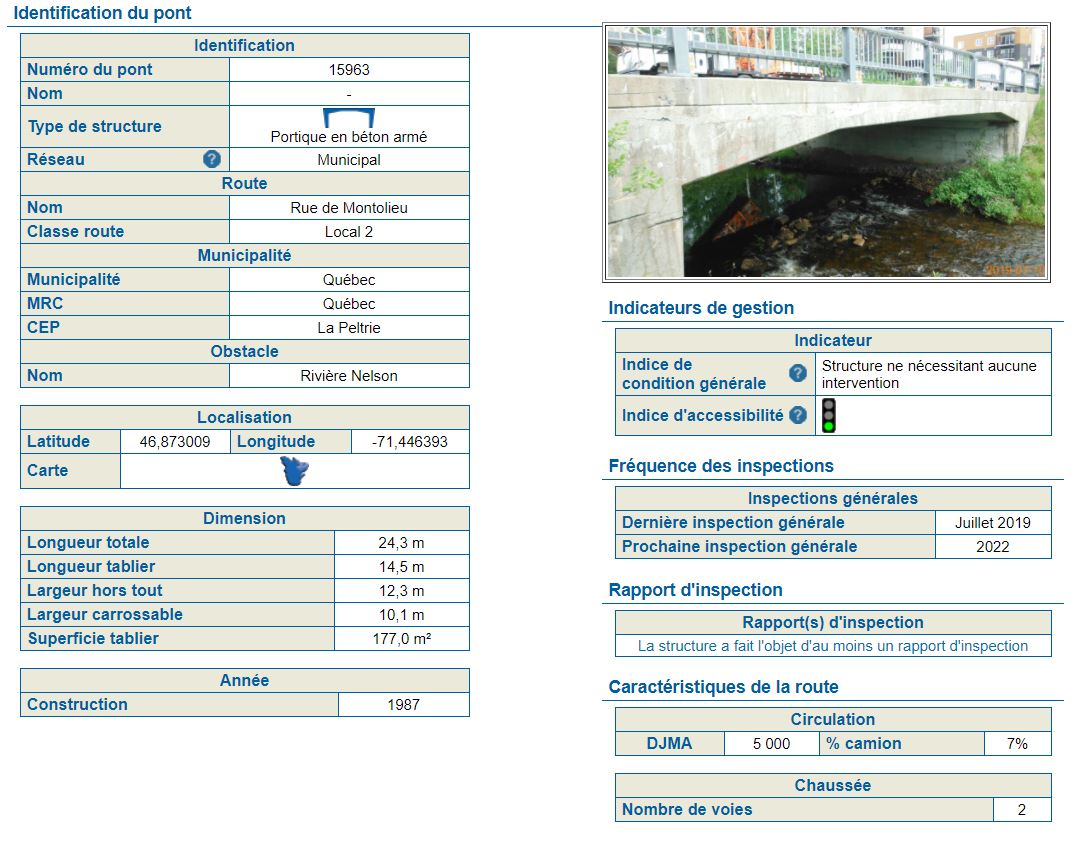 Identification du pont
Identification
Numéro du pont 15963
Nom -
Type de structure Portique en béton armé
Réseau ? Municipal
Route
Nom Rue de Montolieu
Classe route Local 2
Municipalité
Municipalité Québec
MRC Québec
CEP La Peltrie
Obstacle
Nom Rivière Nelson
Localisation
Latitude 46,873009 Longitude -71,446393
Carte
Dimension
Longueur totale 24,3 m
Longueur tablier 14,5 m
Largeur hors tout 12,3 m
Largeur carrossable 10,1 m
Superficie tablier 177,0 m²
Année
Construction 1987
Indicateurs de gestion
Indicateur
Indice de
condition générale ? Structure ne nécessitant aucune
intervention
Indice d'accessibilité ?
Fréquence des inspections
Inspections générales
Dernière inspection générale Juillet 2019
Prochaine inspection générale 2022
Rapport d'inspection
Rapport(s) d'inspection
La structure a fait l'objet d'au moins un rapport d'inspection
Caractéristiques de la route
Circulation
DJMA 5 000 % camion 7%
Chaussée
Nombre de voies 2